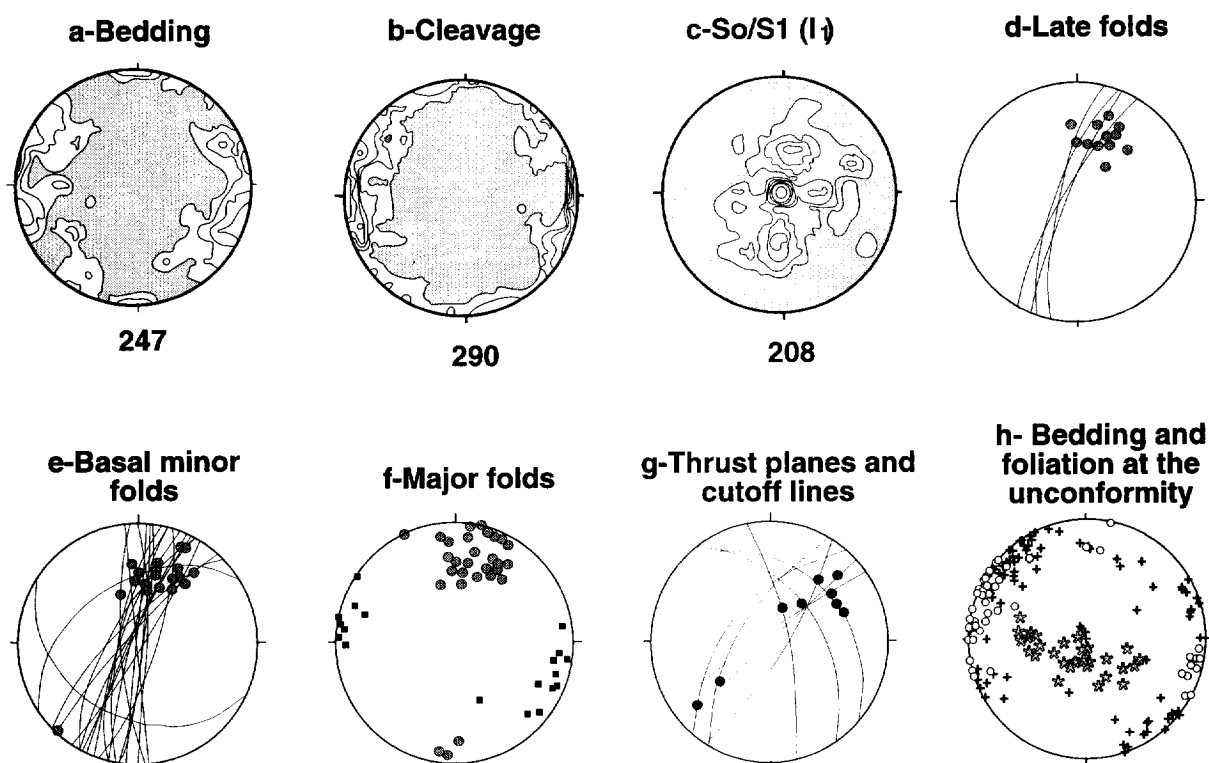 a-Bedding
b-Cleavage
c-So/S1 (l1)
d-Late folds
247
290
208
e-Basal minor
folds
f-Major folds
g-Thrust planes and
cutoff lines
h- Bedding and
foliation at the
unconformity